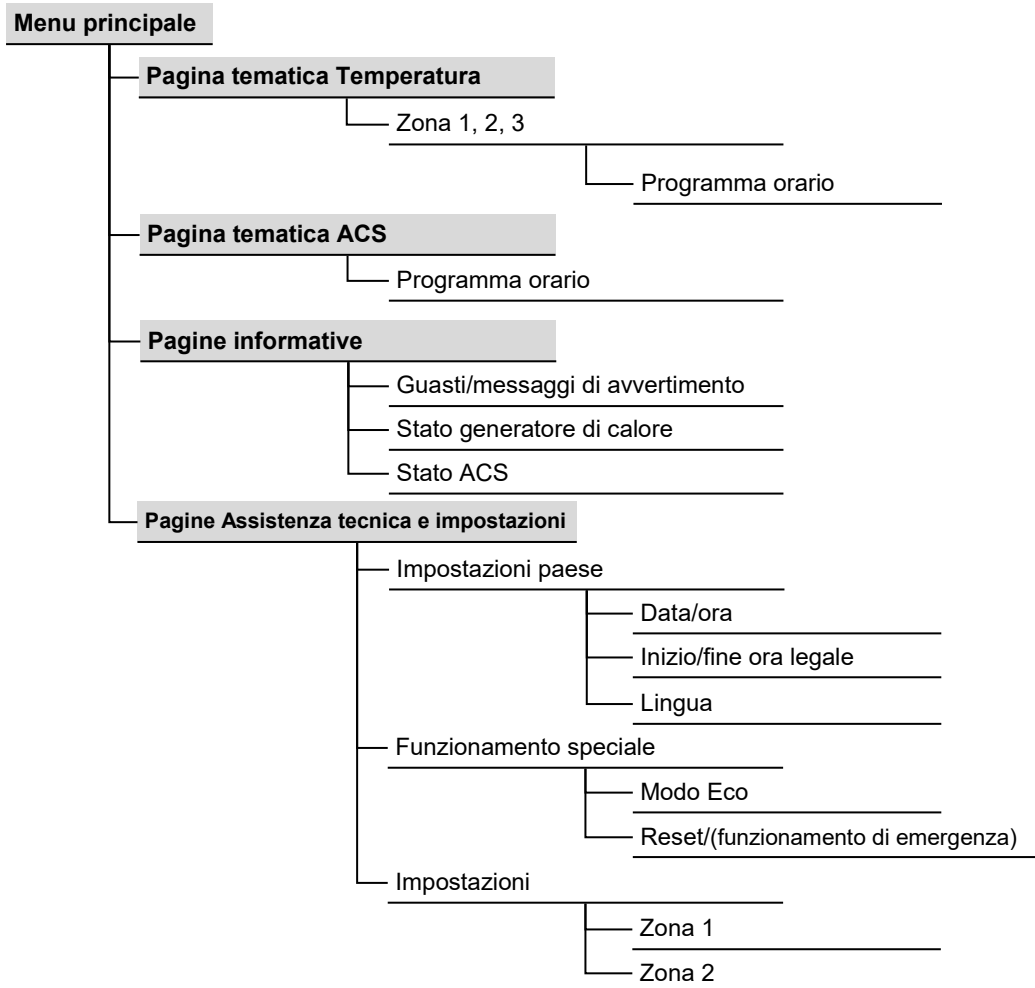 Menu principale
Pagina tematica Temperatura
Zona 1, 2, 3
Programma orario
Pagina tematica ACS
Programma orario
Pagine informative
Guasti/messaggi di avvertimento
Stato generatore di calore
Stato ACS
Pagine Assistenza tecnica e impostazioni
Impostazioni paese
Data/ora
Inizio/fine ora legale
Lingua
Funzionamento speciale
Modo Eco
Reset/(funzionamento di emergenza)
Impostazioni
Zona 1
Zona 2